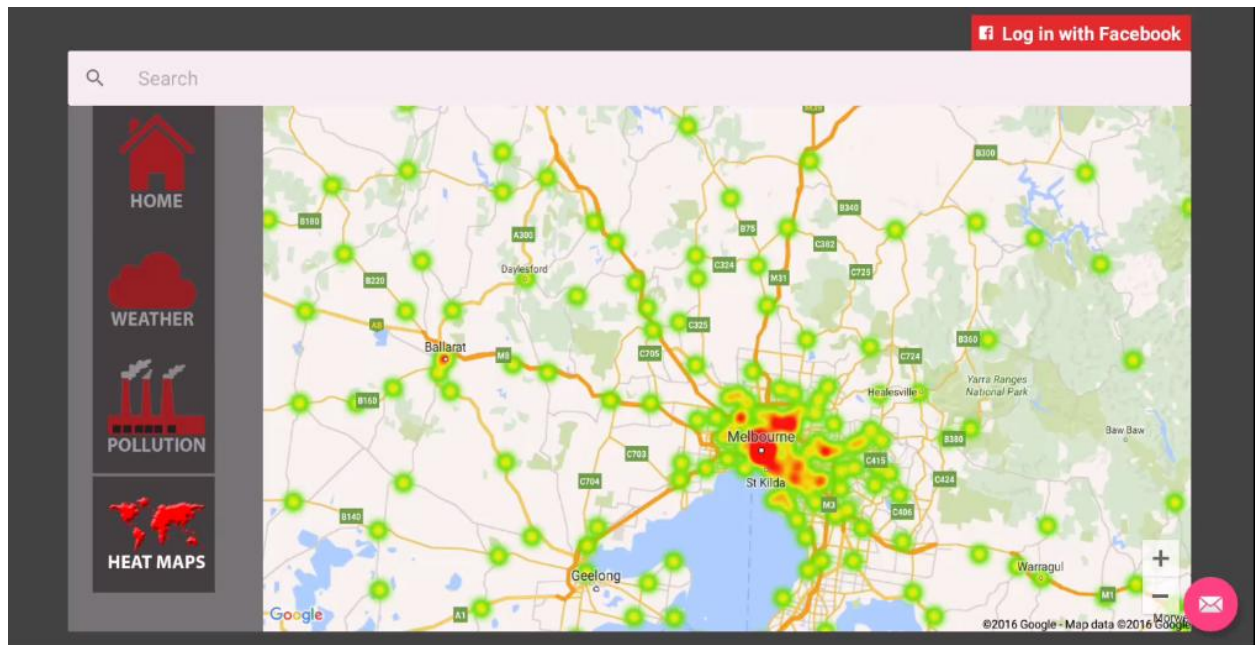 Log in with Facebook
Search
HOME
WEATHER
POLLUTION
HEAT MAPS
B300
B340
B180
B75
A300
C382
Daylesford
C324
C725
B220
M31
A8
C325
Ballarat
B360
M8
C705
C724
Yarra Ranges
National Park
Healesville
B160
Melbourne
Baw Baw
B380
C703
C415
C704
St Kilda
C424
M3
C406
B140
Geelong
Warragul
+
M1
−
Google
A1
©2016 Google - Map data ©2016 Google